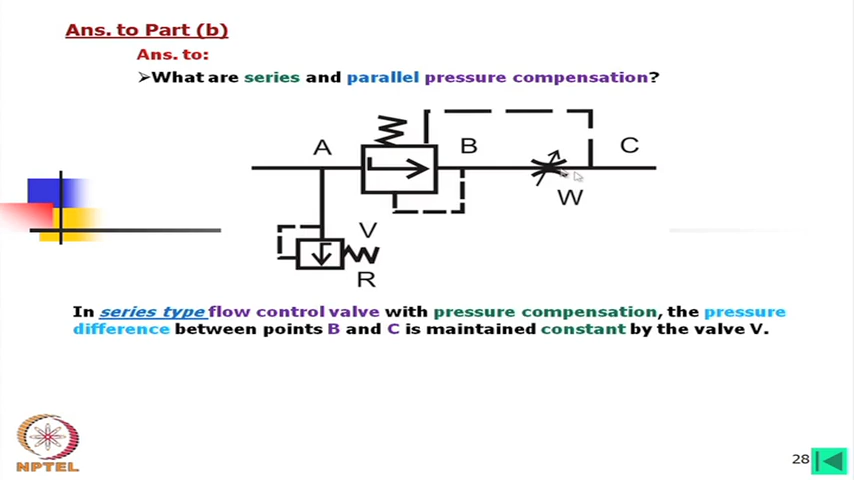 Ans. to Part (b)
Ans. to:
➢What are series and parallel pressure compensation?
A
B
C
W
V
R
In series type flow control valve with pressure compensation, the pressure
difference between points B and C is maintained constant by the valve V.
NPTEL
28